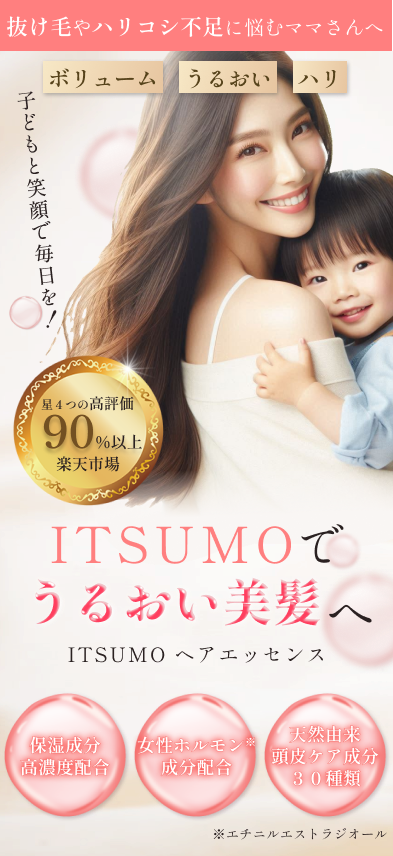 抜け毛やハリコシ不足に悩むママさんへ
ボリューム うるおい ハリ
子どもと笑顔で毎日を！
星４つの高評価
90%以上
楽天市場
ITSUMOで
うるおい美髪へ
ITSUMO ヘアエッセンス
保湿成分
高濃度配合
女性ホルモン※
成分配合
天然由来
頭皮ケア成分
３０種類
※エチニルエストラジオール